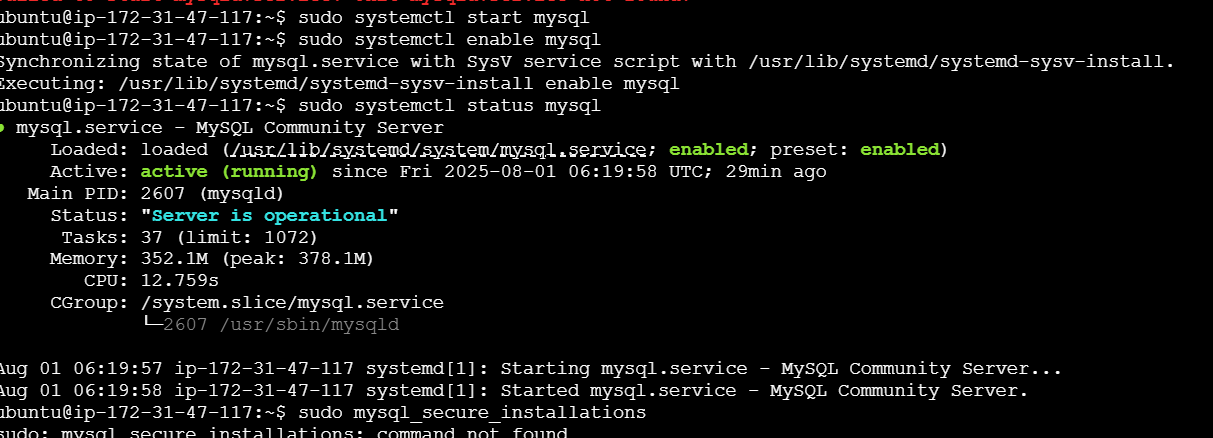 ubuntu@ip-172-31-47-117:~$ sudo systemctl start mysql
ubuntu@ip-172-31-47-117:~$ sudo systemctl enable mysql
Synchronizing state of mysql.service with SysV service script with /usr/lib/systemd/systemd-sysv-install.
Executing: /usr/lib/systemd/systemd-sysv-install enable mysql
ubuntu@ip-172-31-47-117:~$ sudo systemctl status mysql
● mysql.service - MySQL Community Server
Loaded: loaded (/usr/lib/systemd/system/mysql.service; enabled; preset: enabled)
Active: active (running) since Fri 2025-08-01 06:19:58 UTC; 29min ago
Main PID: 2607 (mysqld)
Status: "Server is operational"
Tasks: 37 (limit: 1072)
Memory: 352.1M (peak: 378.1M)
CPU: 12.759s
CGroup: /system.slice/mysql.service
└─2607 /usr/sbin/mysqld
Aug 01 06:19:57 ip-172-31-47-117 systemd[1]: Starting mysql.service - MySQL Community Server...
Aug 01 06:19:58 ip-172-31-47-117 systemd[1]: Started mysql.service - MySQL Community Server.
ubuntu@ip-172-31-47-117:~$ sudo mysql_secure_installations
sudo: mysql_secure_installations: command not found